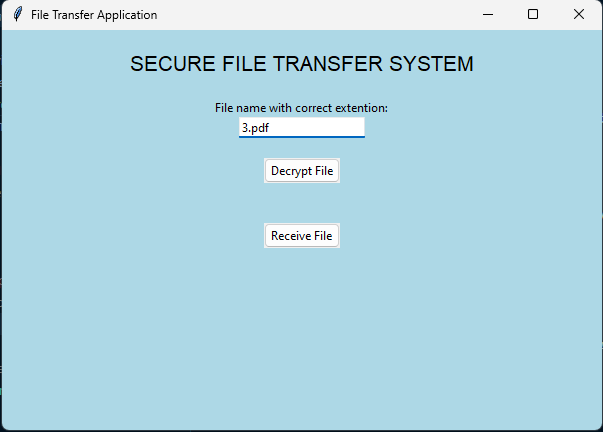 File Transfer Application
SECURE FILE TRANSFER SYSTEM
File name with correct extention:
3.pdf
Decrypt File
Receive File